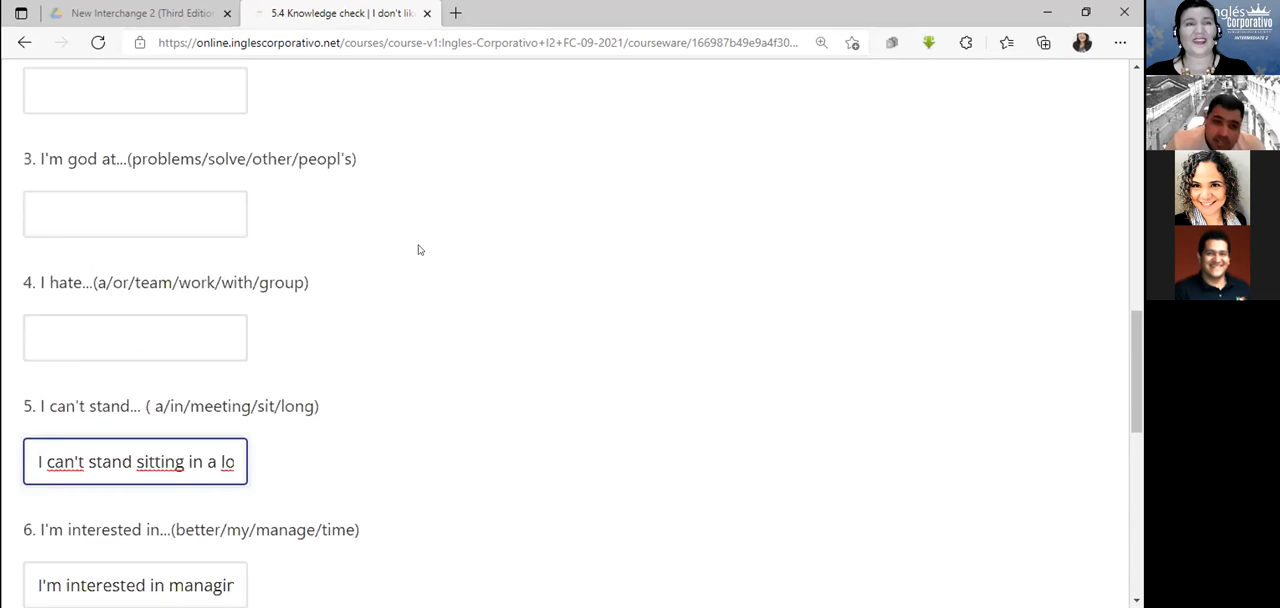 New Interchange 2 (Third Editio
5.4 Knowledge check | I don't lik
https://online.inglescorporativo.net/courses/course-v1:Ingles-Corporativo+I2+FC-09-2021/courseware/166987b49e9a4f30...
3. I'm god at...(problems/solve/other/peopl's)
4. I hate...(a/or/team/work/with/group)
5. I can't stand... ( a/in/meeting/sit/long)
I can't stand sitting in a lo
6. I'm interested in...(better/my/manage/time)
I'm interested in managin
Inglés
Corporativo
INTERMEDIATE 2